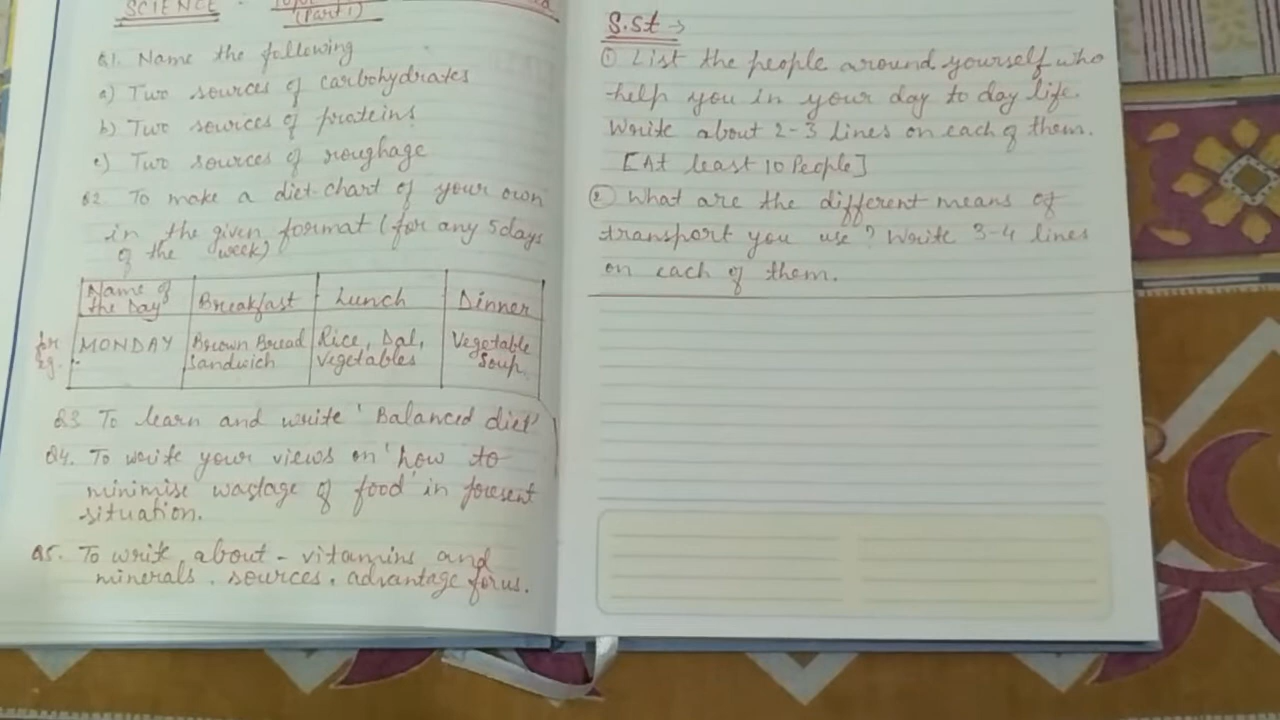 SCIENCE
(Part 1)
Q1. Name the following
a) Two sources of carbohydrates
b) Two sources of proteins
c) Two sources of roughage
Q2. To make a diet chart of your own
in the given format (for any 5 days
of the week)
Name of the Day Breakfast Lunch Dinner
for eg. MONDAY Brown Bread Sandwich Rice, Dal, Vegetables Vegetable Soup
Q3. To learn and write 'Balanced diet'
Q4. To write your views on 'how to
minimise wastage of food' in present
situation.
Q5. To write about - vitamins and
minerals, sources, advantage for us.
S.St →
① List the people around yourself who
help you in your day to day life.
Write about 2-3 lines on each of them.
[At least 10 People]
② What are the different means of
transport you use? Write 3-4 lines
on each of them.